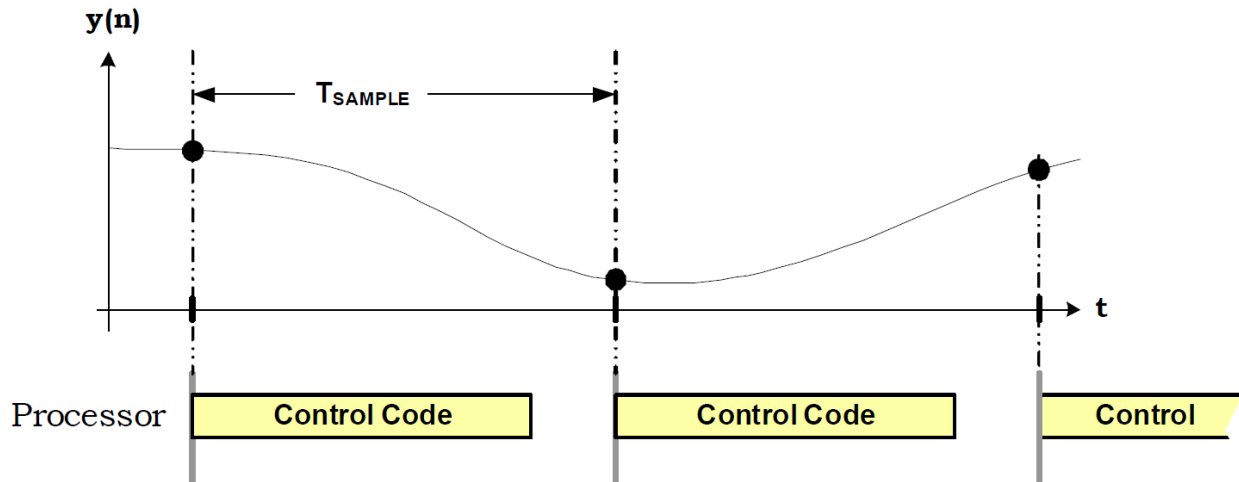 y(n)
TSAMPLE
t
Processor
Control Code
Control Code
Control